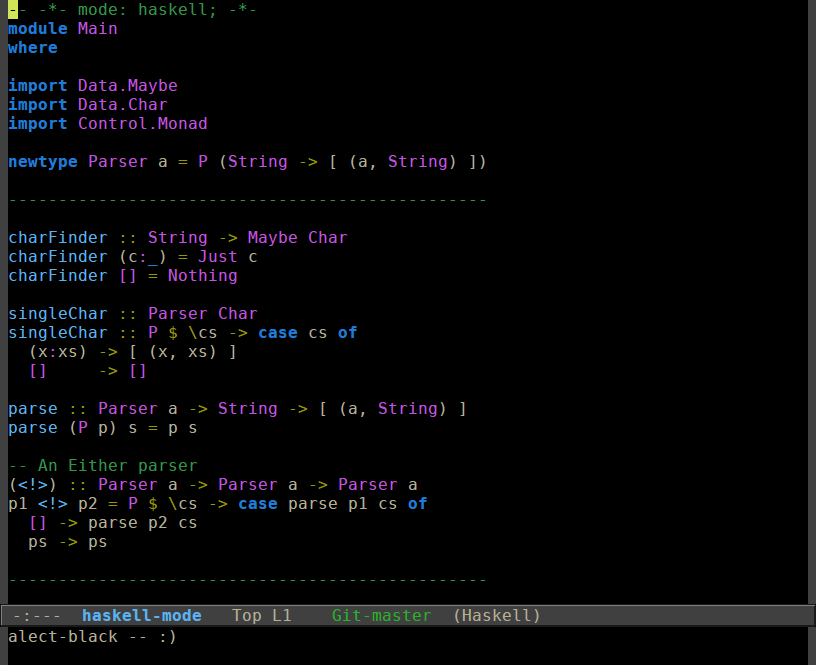 -- -*- mode: haskell; -*-
module Main
where
import Data.Maybe
import Data.Char
import Control.Monad
newtype Parser a = P (String -> [ (a, String) ])
------------------------------------------------
charFinder :: String -> Maybe Char
charFinder (c:_) = Just c
charFinder [] = Nothing
singleChar :: Parser Char
singleChar :: P $ \cs -> case cs of
  (x:xs) -> [ (x, xs) ]
  []     -> []
parse :: Parser a -> String -> [ (a, String) ]
parse (P p) s = p s
-- An Either parser
(<!>) :: Parser a -> Parser a -> Parser a
p1 <!> p2 = P $ \cs -> case parse p1 cs of
  [] -> parse p2 cs
  ps -> ps
------------------------------------------------
-:---  haskell-mode   Top L1    Git-master  (Haskell)
alect-black -- :)